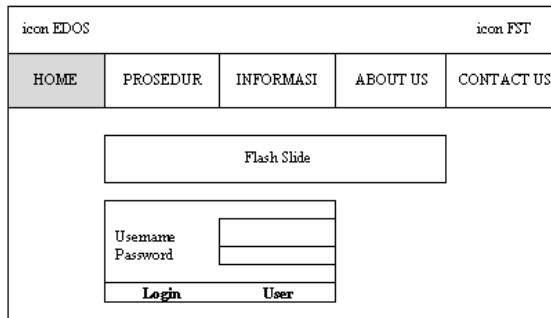 icon EDOS icon FST
HOME PROSEDUR INFORMASI ABOUT US CONTACT US
Flash Slide
Username
Password
Login User